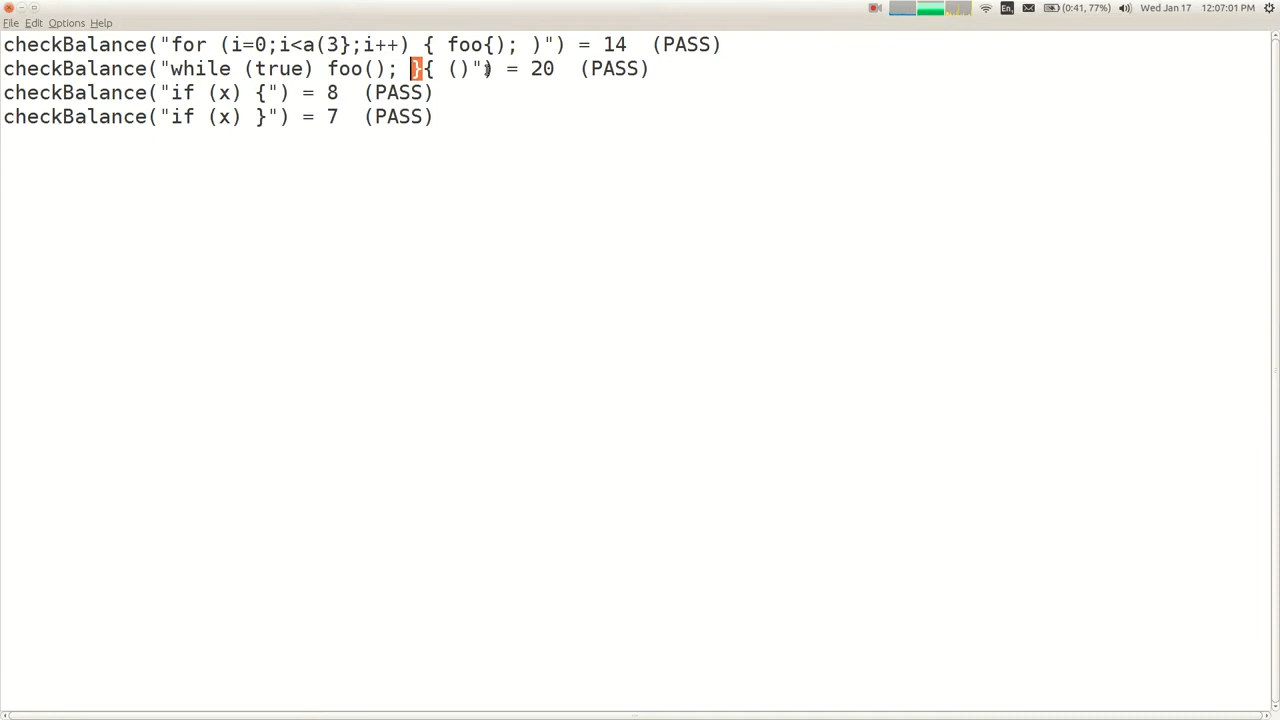 (0:41, 77%) Wed Jan 17 12:07:01 PM
En,
File Edit Options Help
checkBalance("for (i=0;i<a(3};i++) { foo{); )") = 14  (PASS)
checkBalance("while (true) foo(); }{ ()") = 20  (PASS)
checkBalance("if (x) {") = 8  (PASS)
checkBalance("if (x) }") = 7  (PASS)